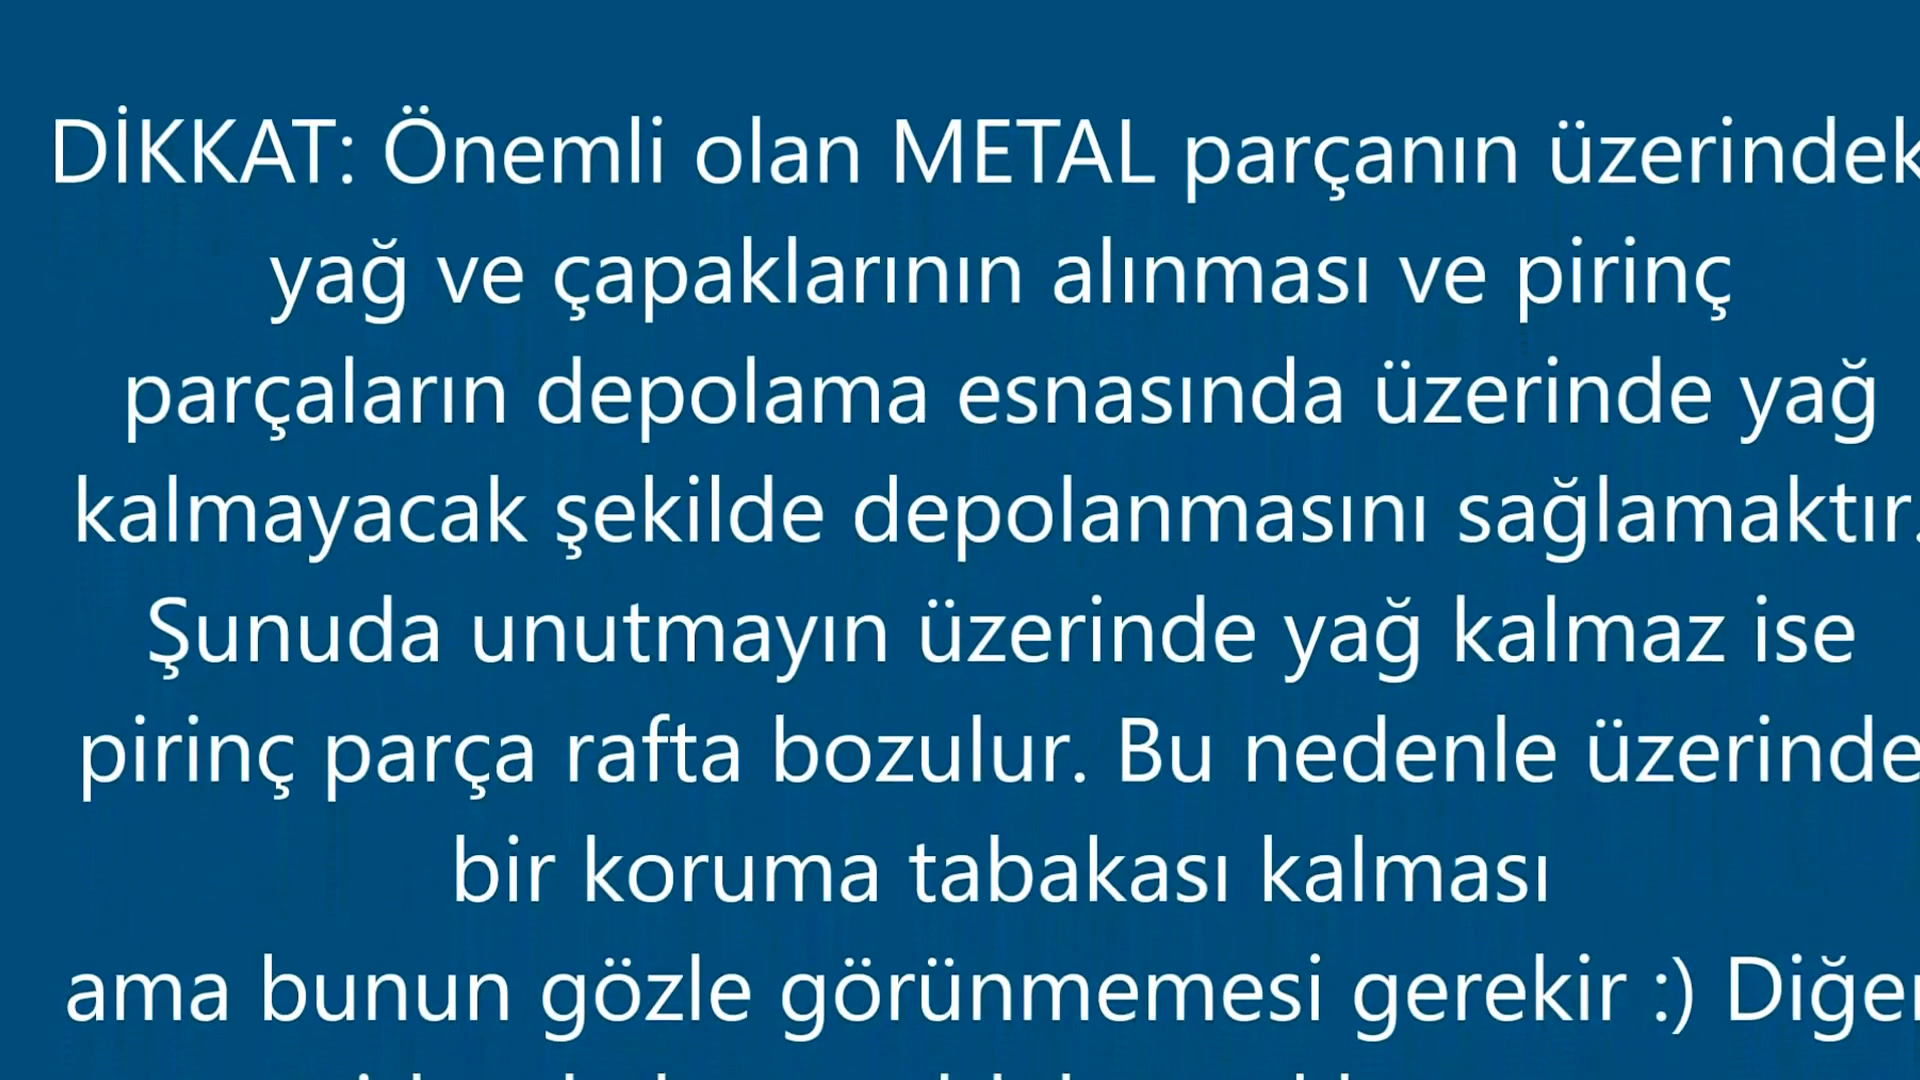 DİKKAT: Önemli olan METAL parçanın üzerindek
yağ ve çapaklarının alınması ve pirinç
parçaların depolama esnasında üzerinde yağ
kalmayacak şekilde depolanmasını sağlamaktır.
Şunuda unutmayın üzerinde yağ kalmaz ise
pirinç parça rafta bozulur. Bu nedenle üzerinde
bir koruma tabakası kalması
ama bunun gözle görünmemesi gerekir :) Diğer